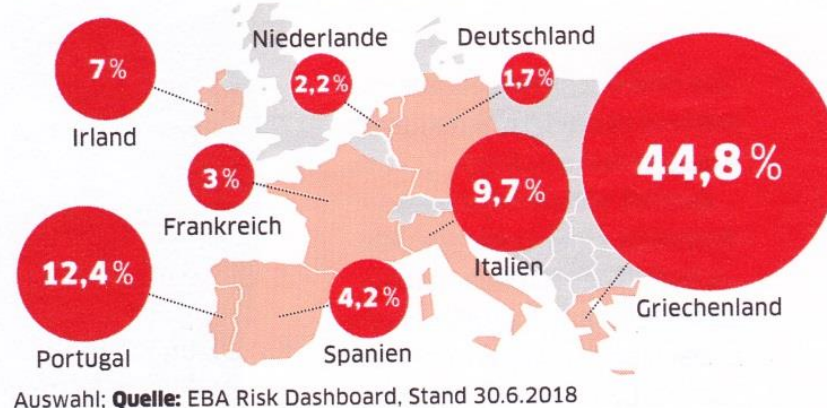 7 %
Irland
Niederlande
2,2 %
Deutschland
1,7 %
3 %
Frankreich
9,7 %
Italien
44,8 %
Griechenland
12,4 %
Portugal
4,2 %
Spanien
Auswahl; Quelle: EBA Risk Dashboard, Stand 30.6.2018